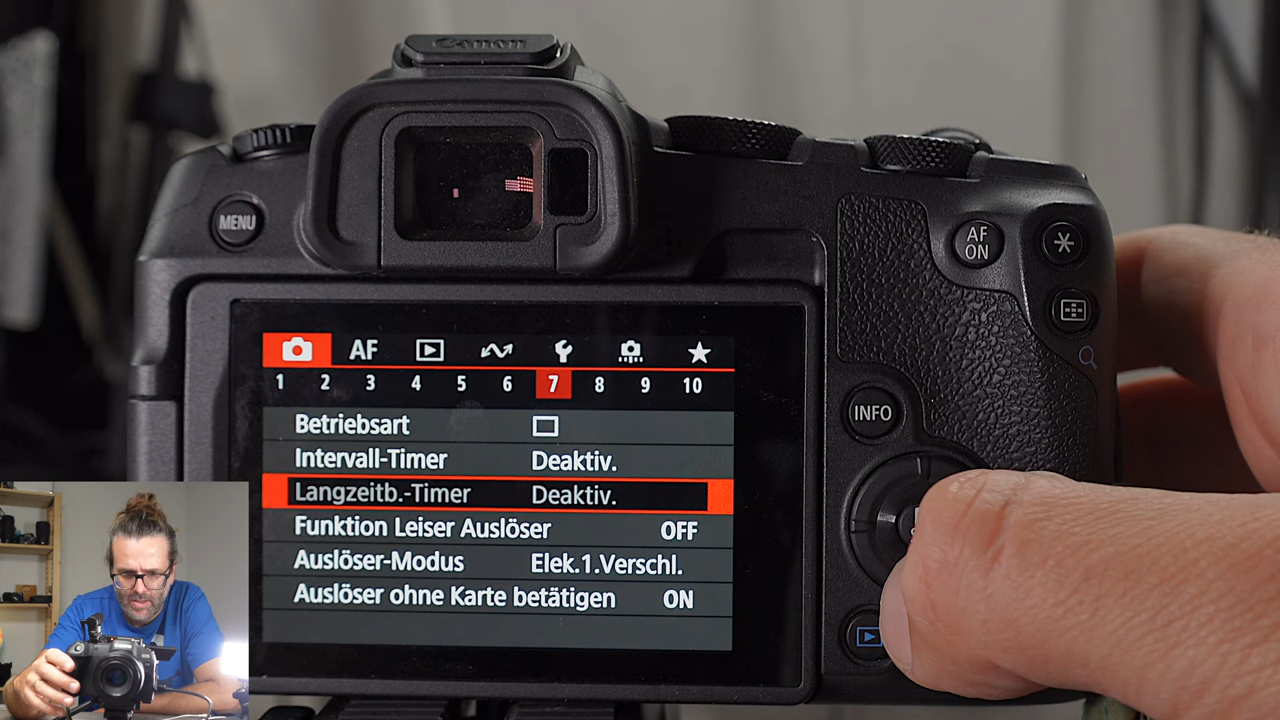 Canon
MENU
AF
ON
INFO
AF
1 2 3 4 5 6 7 8 9 10
Betriebsart
Intervall-Timer Deaktiv.
Langzeitb.-Timer Deaktiv.
Funktion Leiser Auslöser OFF
Auslöser-Modus Elek.1.Verschl.
Auslöser ohne Karte betätigen ON